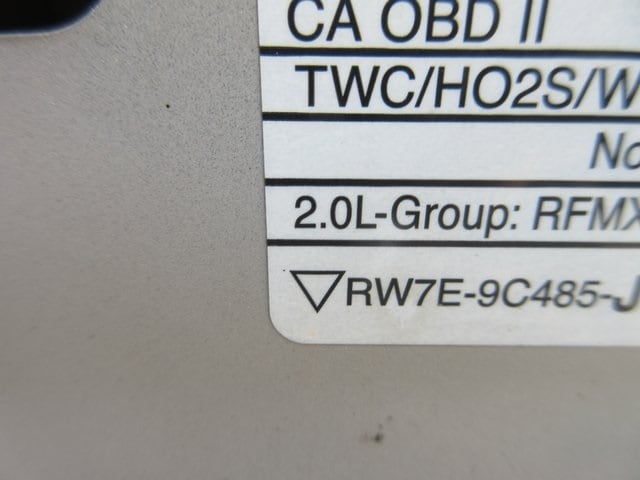 CA OBD II
TWC/HO2S/W
No
2.0L-Group: RFMX
RW7E-9C485-J